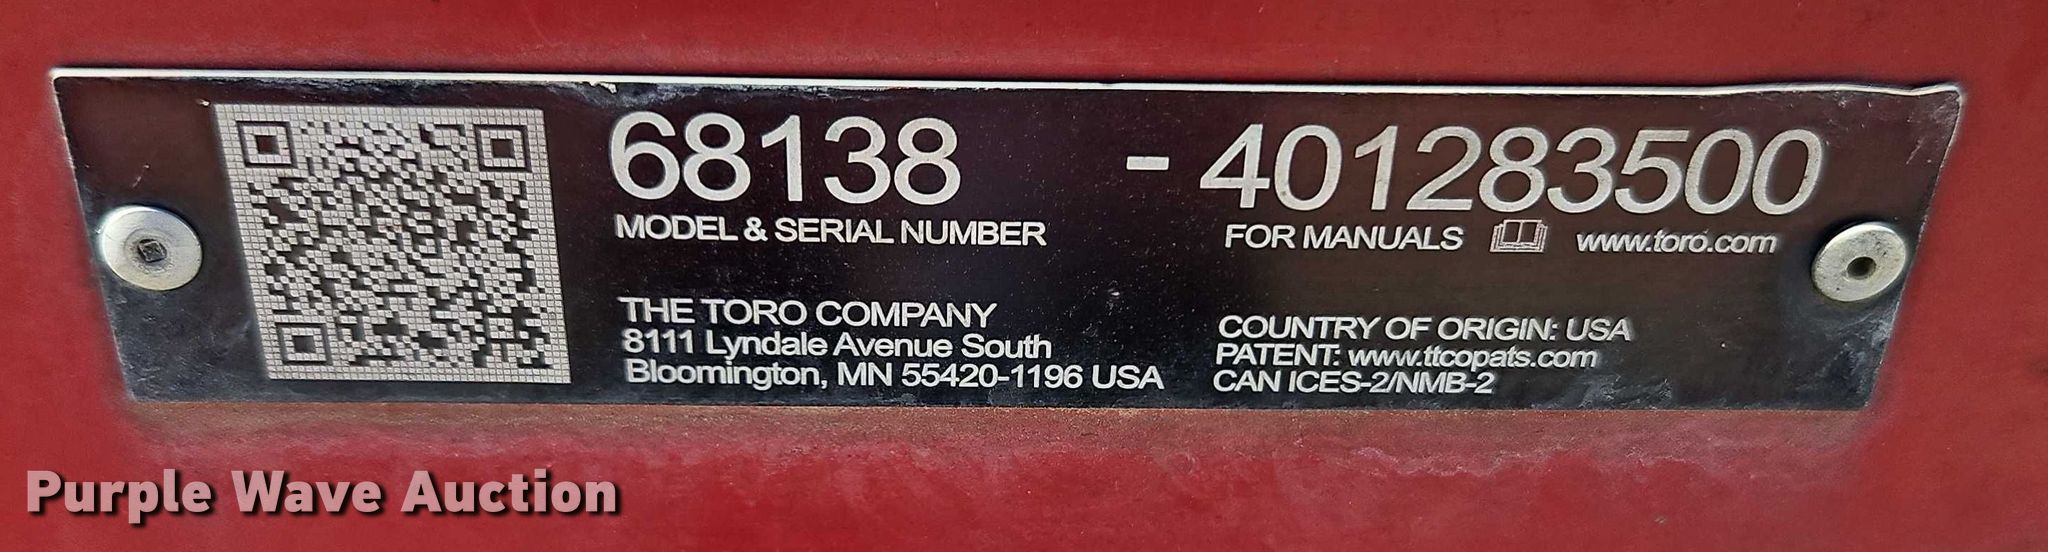 68138 - 401283500
MODEL & SERIAL NUMBER
FOR MANUALS www.toro.com
THE TORO COMPANY
8111 Lyndale Avenue South
Bloomington, MN 55420-1196 USA
COUNTRY OF ORIGIN: USA
PATENT: www.ttcopats.com
CAN ICES-2/NMB-2
Purple Wave Auction